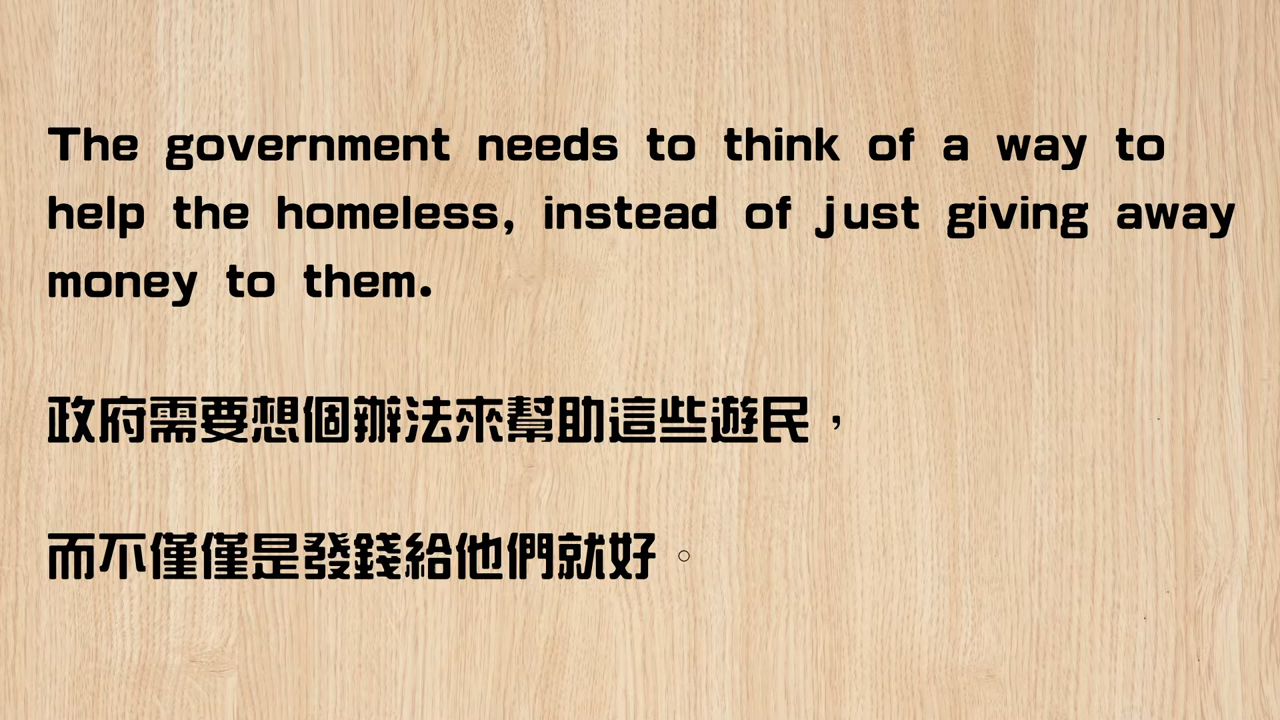 The government needs to think of a way to
help the homeless, instead of just giving away
money to them.
政府需要想個辦法來幫助這些遊民，
而不僅僅是發錢給他們就好。